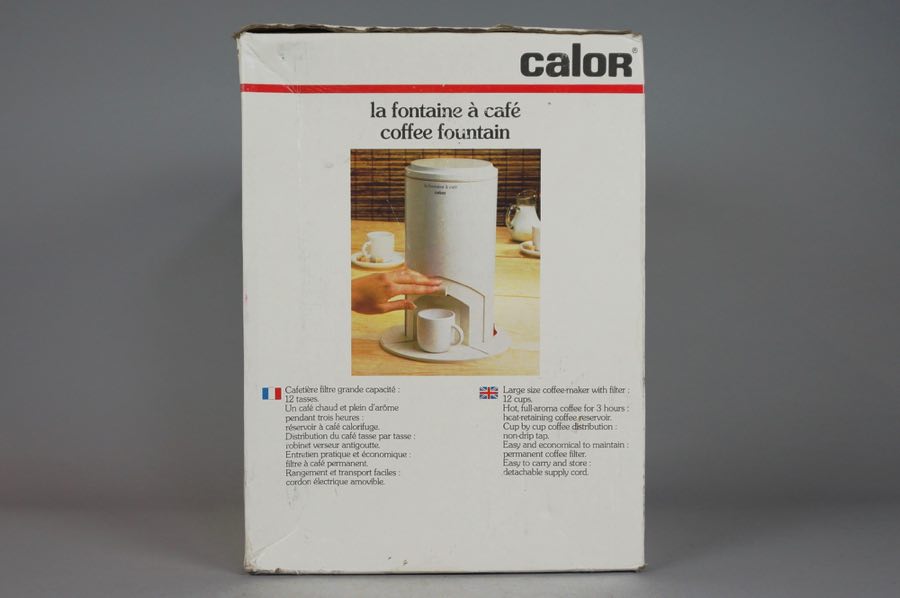 calor®
la fontaine à café
coffee fountain
la fontaine à café
calor
Cafetière filtre grande capacité :
12 tasses.
Un café chaud et plein d'arôme
pendant trois heures :
réservoir à café calorifuge.
Distribution du café tasse par tasse :
robinet verseur antigoutte.
Entretien pratique et économique :
filtre à café permanent.
Rangement et transport faciles :
cordon électrique amovible.
Large size coffee-maker with filter :
12 cups.
Hot, full-aroma coffee for 3 hours :
heat-retaining coffee reservoir.
Cup by cup coffee distribution :
non-drip tap.
Easy and economical to maintain :
permanent coffee filter.
Easy to carry and store :
detachable supply cord.